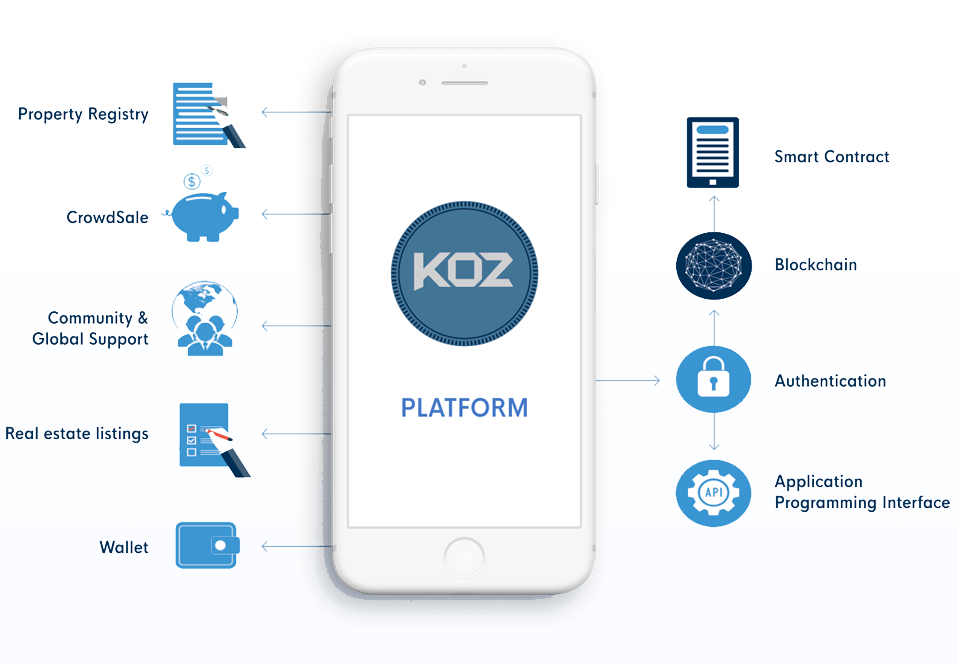 Property Registry
$ $
CrowdSale
Community &
Global Support
Real estate listings
Wallet
KOZ
PLATFORM
Smart Contract
Blockchain
Authentication
API
Application
Programming Interface